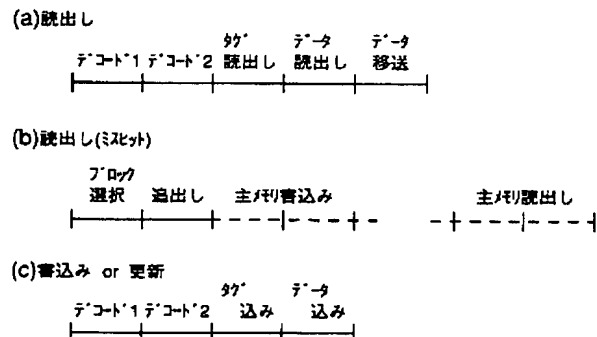 (a)読出し
タグ データ データ
デコード1 デコード2 読出し 読出し 移送
(b)読出し(ミスヒット)
ブロック
選択 追出し 主メモリ書込み 主メモリ読出し
(c)書込み or 更新
タグ データ
デコード1 デコード2 込み 込み